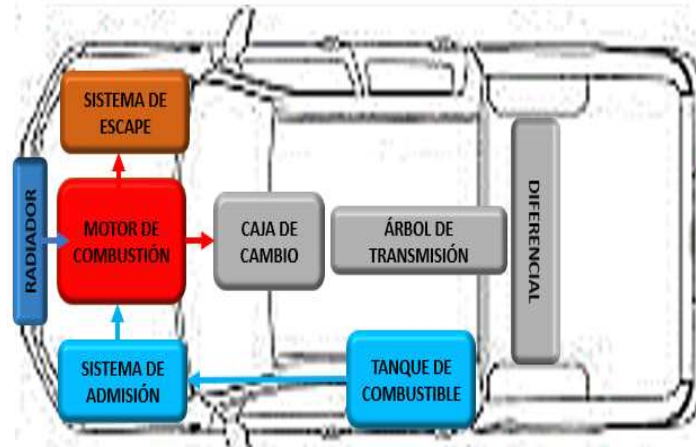 SISTEMA DE
ESCAPE
RADIADOR
MOTOR DE
COMBUSTIÓN
CAJA DE
CAMBIO
ÁRBOL DE
TRANSMISIÓN
DIFERENCIAL
SISTEMA DE
ADMISIÓN
TANQUE DE
COMBUSTIBLE